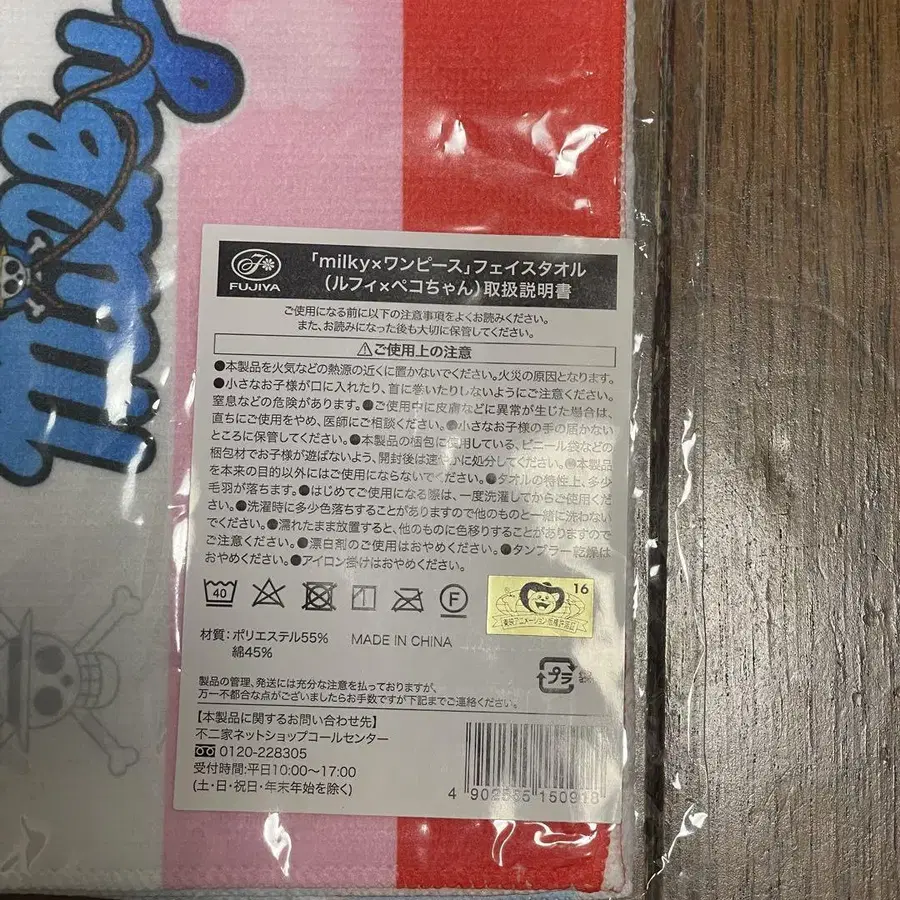 FUJIYA
「milky×ワンピース」フェイスタオル
(ルフィ×ペコちゃん)取扱説明書
ご使用になる前に以下の注意事項をよくお読みください。
また、お読みになった後も大切に保管してください。
⚠ご使用上の注意
●本製品を火気などの熱源の近くに置かないでください。火災の原因となります。
●小さなお子様が口に入れたり、首に巻いたりしないようにご注意ください。
窒息などの危険があります。●ご使用中に皮膚などに異常が生じた場合は、
直ちにご使用をやめ、医師にご相談ください。●小さなお子様の手の届かない
ところに保管してください。●本製品の梱包に使用している、ビニール袋などの
梱包材でお子様が遊ばないよう、開封後は速やかに処分してください。●本製品
を本来の目的以外にはご使用にならないでください。●タオルの特性上、多少
毛羽が落ちます。●はじめてご使用になる際は、一度洗濯してからご使用くだ
さい。●洗濯時に多少色落ちすることがありますので他のものと一緒に洗わない
でください。●濡れたまま放置すると、他のものに色移りすることがありますので
ご注意ください。●漂白剤のご使用はおやめください。●タンブラー乾燥は
おやめください。●アイロン掛けはおやめください。
40
F
16
東映アニメーション版権許諾証
材質:ポリエステル55%
綿45%
MADE IN CHINA
プラ
製品の管理、発送には充分な注意を払っておりますが、
万一不都合な点がございましたらお手数ですが下記までご連絡ください。
【本製品に関するお問い合わせ先】
不二家ネットショップコールセンター
0120-228305
受付時間:平日10:00〜17:00
(土・日・祝日・年末年始を除く)
4 902555 150918